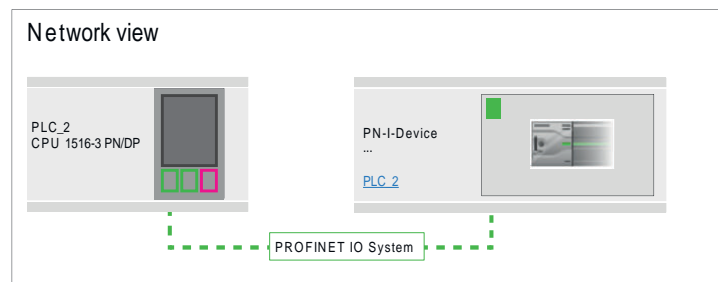 Network view
PLC_2
CPU 1516-3 PN/DP
PN-I-Device
...
PLC_2
PROFINET IO System